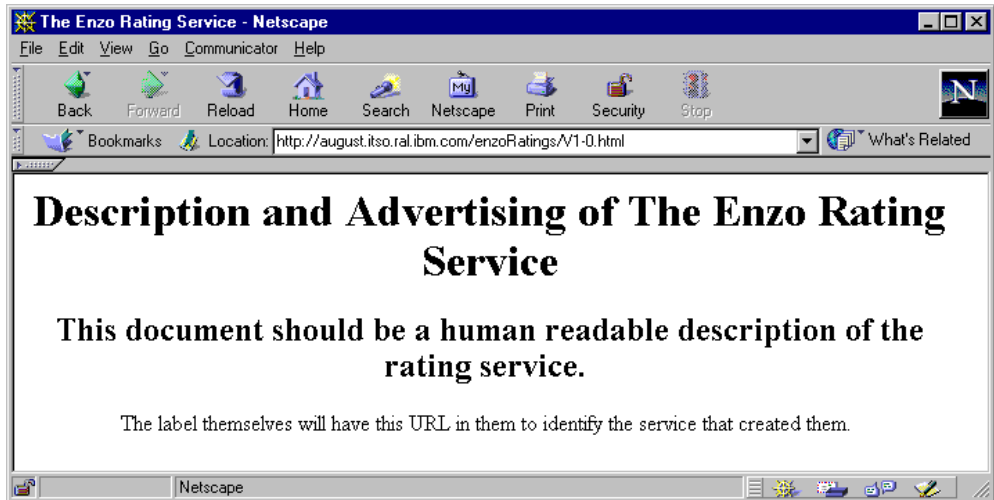 The Enzo Rating Service - Netscape
File Edit View Go Communicator Help
Back Forward Reload Home Search My Netscape Print Security Stop N
Bookmarks Location: http://august.itso.ral.ibm.com/enzoRatings/V1-0.html What's Related
Description and Advertising of The Enzo Rating
Service
This document should be a human readable description of the
rating service.
The label themselves will have this URL in them to identify the service that created them.
Netscape